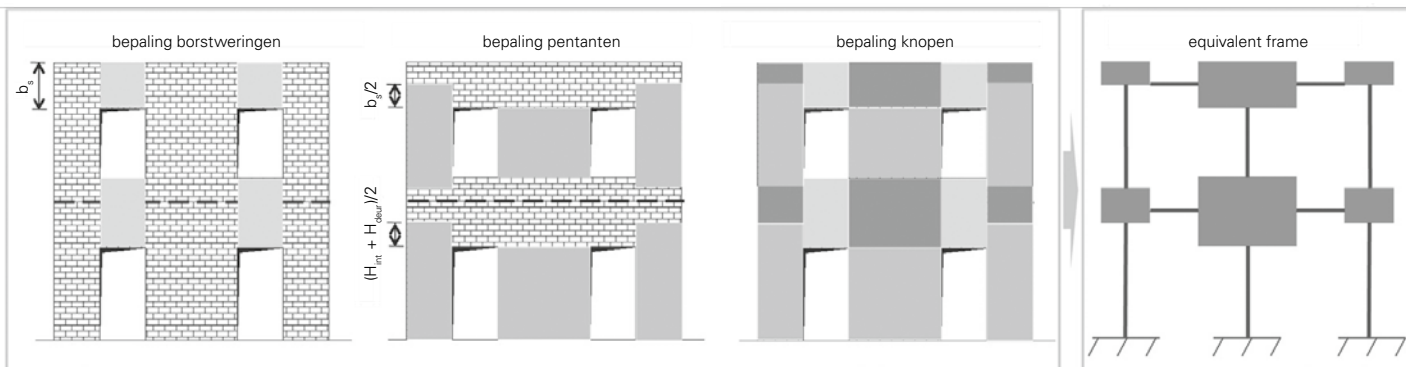 bepaling borstweringen
bepaling pentanten
bepaling knopen
equivalent frame
b_s
b_s/2
(H_int + H_deur)/2